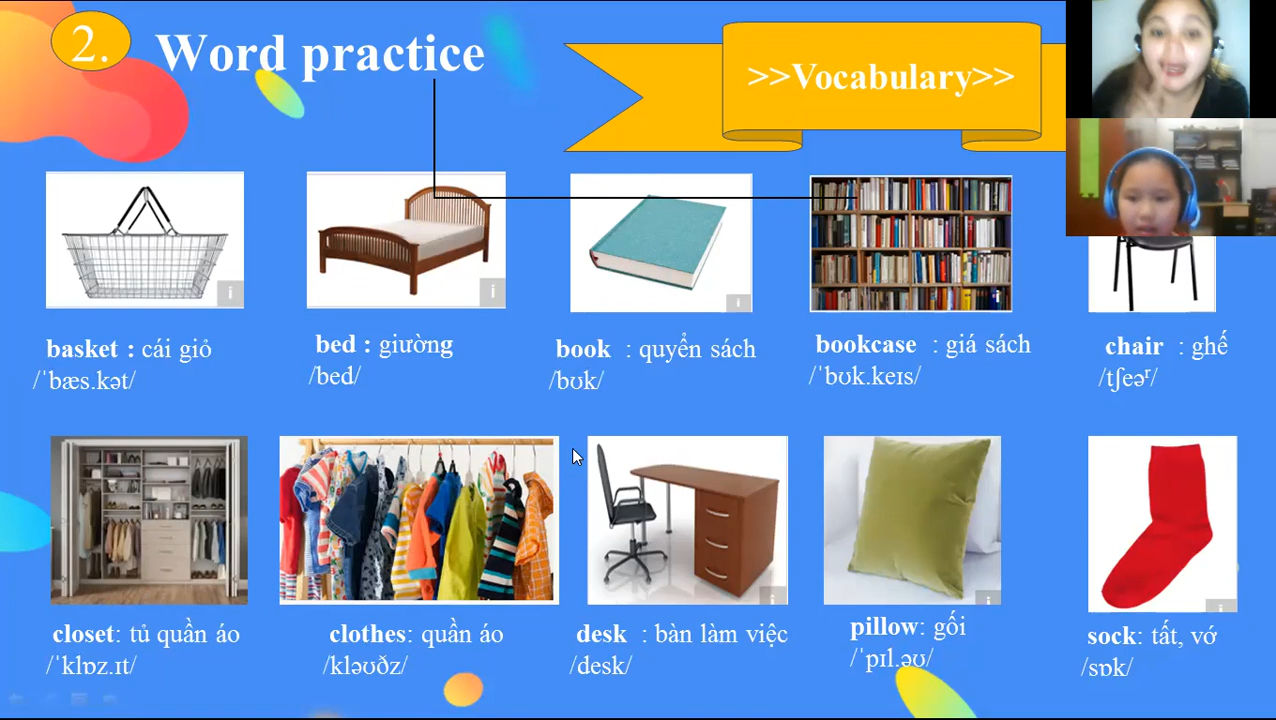 2.
Word practice
>>Vocabulary>>
basket : cái giỏ
/ˈbæs.kət/
bed : giường
/bed/
book : quyển sách
/bʊk/
bookcase : giá sách
/ˈbʊk.keɪs/
chair : ghế
/tʃeəʳ/
closet: tủ quần áo
/ˈklɒz.ɪt/
clothes: quần áo
/kləʊðz/
desk : bàn làm việc
/desk/
pillow: gối
/ˈpɪl.əʊ/
sock: tất, vớ
/sɒk/